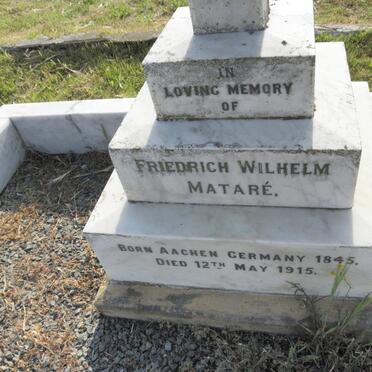 IN
LOVING MEMORY
OF
FRIEDRICH WILHELM
MATARÉ.
BORN AACHEN GERMANY 1845.
DIED 12TH MAY 1915.